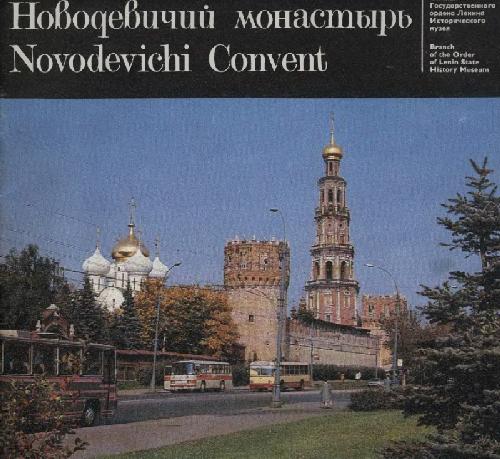 Новодевичий монастырь
Novodevichi Convent
Государственного
ордена Ленина
Исторического
музея
Branch
of the Order
of Lenin State
History Museum